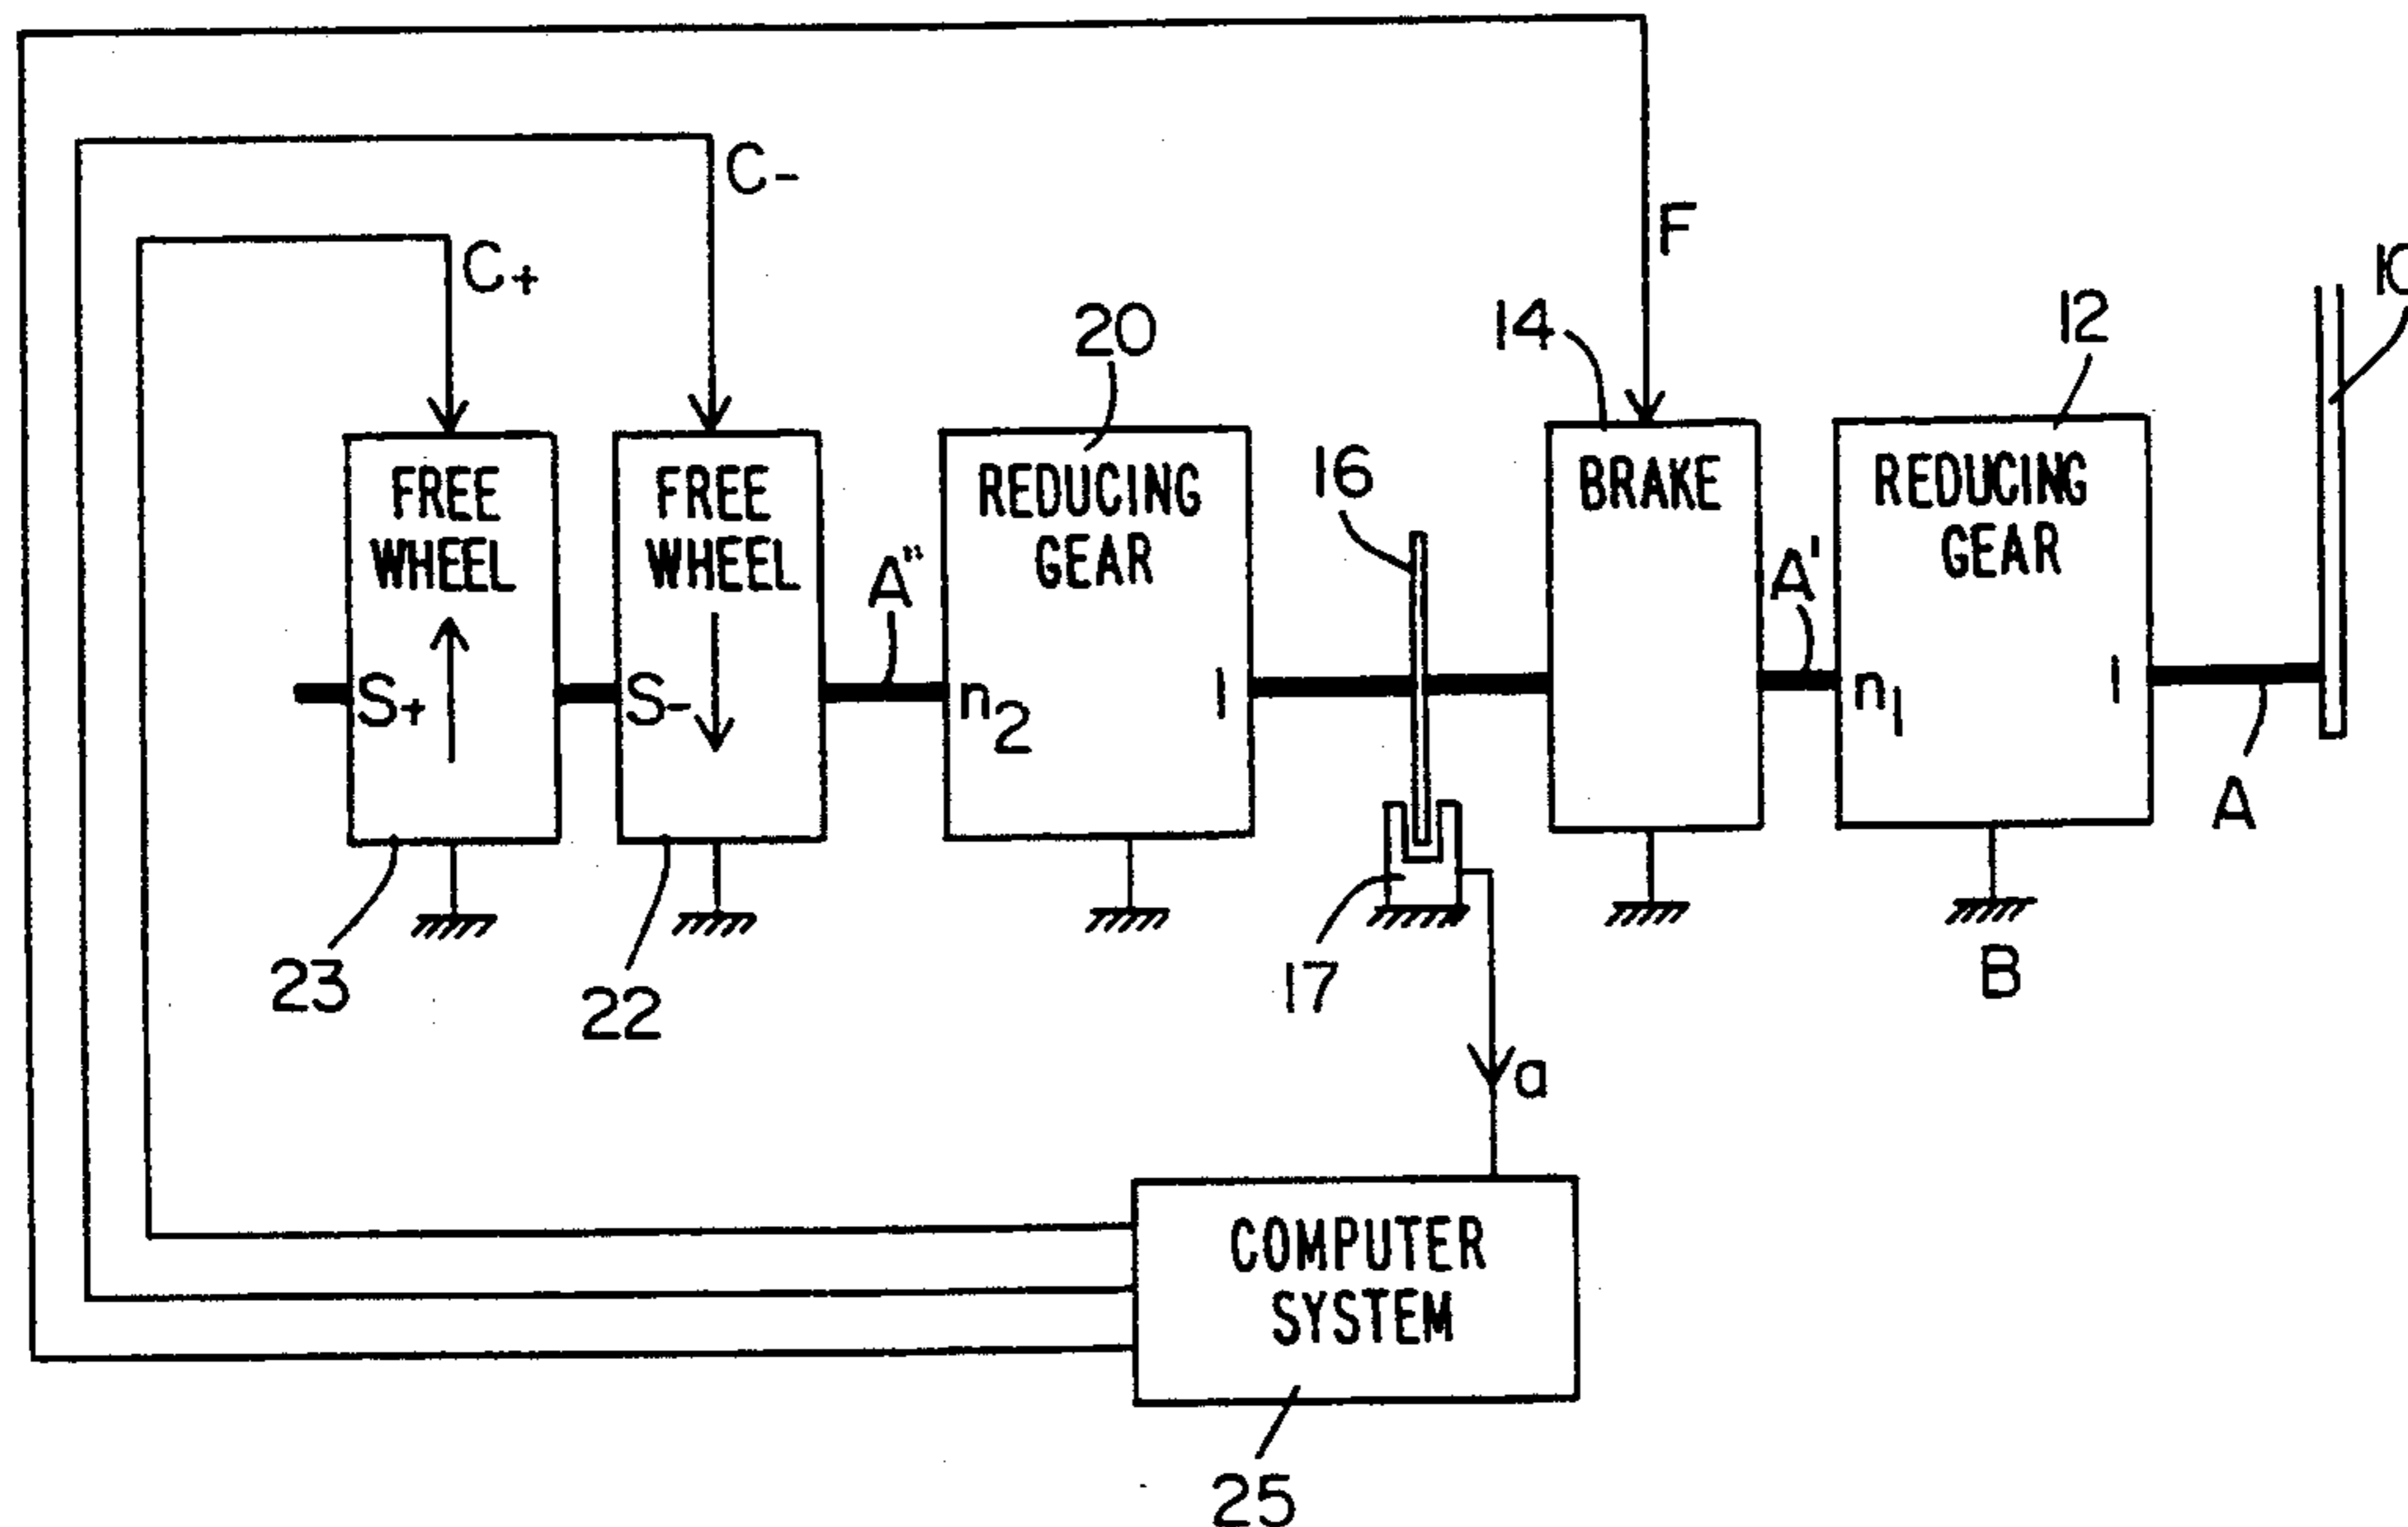 C-
C+
F
10
20
14
12
FREE
WHEEL
FREE
WHEEL
REDUCING
GEAR
16
BRAKE
REDUCING
GEAR
A"
A'
S+
S-
n2
1
n1
1
A
23
22
17
B
a
COMPUTER
SYSTEM
25